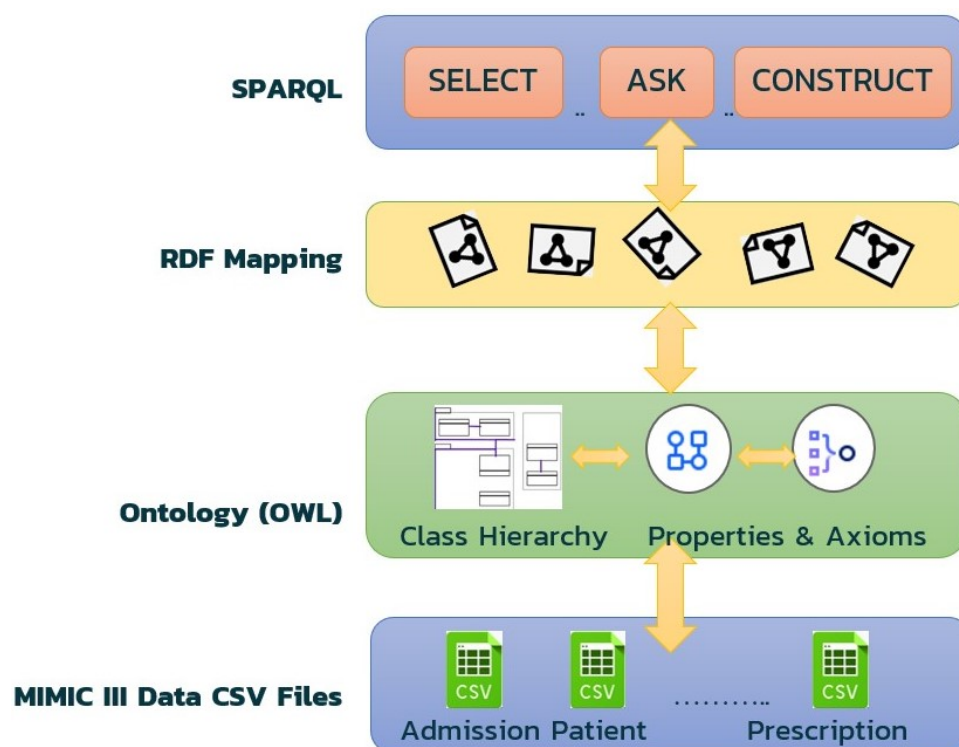 SPARQL
SELECT .. ASK .. CONSTRUCT
RDF Mapping
Ontology (OWL)
Class Hierarchy Properties & Axioms
MIMIC III Data CSV Files
CSV CSV ........... CSV
Admission Patient Prescription